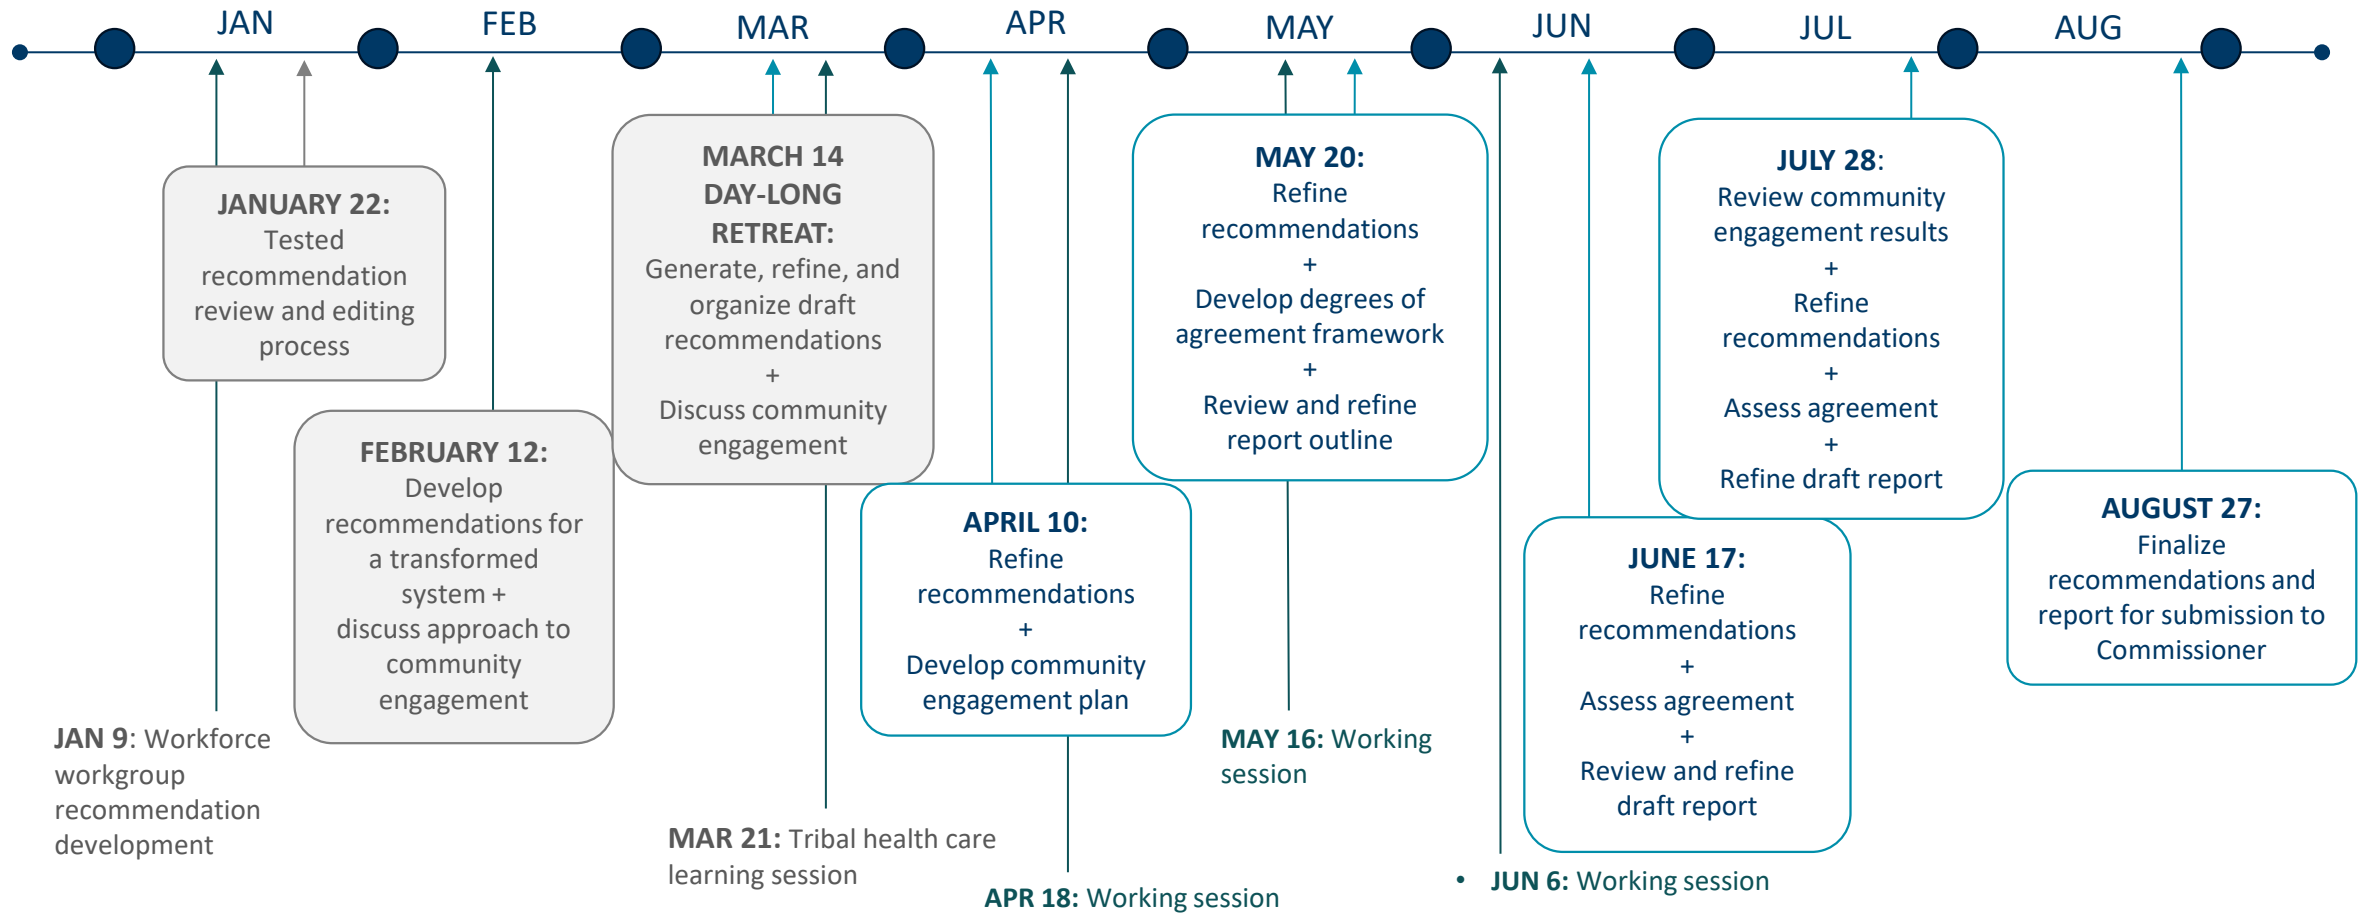 JAN
FEB
MAR
APR
MAY
JUN
JUL
AUG
JANUARY 22:
Tested
recommendation
review and editing
process
FEBRUARY 12:
Develop
recommendations for
a transformed
system +
discuss approach to
community
engagement
MARCH 14
DAY-LONG
RETREAT:
Generate, refine, and
organize draft
recommendations
+
Discuss community
engagement
APRIL 10:
Refine
recommendations
+
Develop community
engagement plan
MAY 20:
Refine
recommendations
+
Develop degrees of
agreement framework
+
Review and refine
report outline
JUNE 17:
Refine
recommendations
+
Assess agreement
+
Review and refine
draft report
JULY 28:
Review community
engagement results
+
Refine
recommendations
+
Assess agreement
+
Refine draft report
AUGUST 27:
Finalize
recommendations and
report for submission to
Commissioner
JAN 9: Workforce
workgroup
recommendation
development
MAR 21: Tribal health care
learning session
APR 18: Working session
MAY 16: Working
session
• JUN 6: Working session